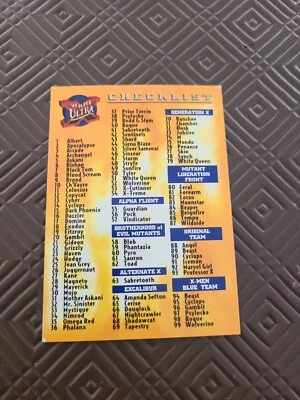 '95 FLEER
ULTRA
CHECKLIST
1 Albert
2 Apocalypse
3 Arcade
4 Archangel
5 Askani
6 Bishop
7 Black Tom
8 Blood Scream
9 Brood
10 Ch'Vayre
11 Colossus
12 Copycat
13 Cyber
14 Cyclops
15 Dark Phoenix
16 Dazzler
17 Domino
18 Exodus
19 Fitzroy
20 Gambit
21 Gideon
22 Grizzly
23 Haven
24 Hodge
25 Jean Grey
26 Juggernaut
27 Kane
28 Magneto
29 Maverick
30 Mojo
31 Mother Askani
32 Mr. Sinister
33 Mystique
34 Nimrod
35 Omega Red
36 Phalanx
37 Prior Turrin
38 Psylocke
39 Redd & Slym
40 Rogue
41 Sabretooth
42 Sentinels
43 Shard
44 Siena Blaze
45 Silver Samurai
46 Sinsear
47 Storm
48 Stryfe
49 Sunfire
50 Tyler
51 White Queen
52 Wolverine
53 X-Cutioner
54 X-Treme
ALPHA FLIGHT
55 Guardian
56 Puck
57 Vindicator
BROTHERHOOD of
EVIL MUTANTS
58 Blob
59 Phantazia
60 Pyro
61 Sauron
62 Toad
ALTERNATE X
63 Sabretooth
EXCALIBUR
64 Amanda Sefton
65 Cerise
66 Douglock
67 Nightcrawler
68 Shadowcat
69 Tapestry
GENERATION X
70 Banshee
71 Chamber
72 Husk
73 Jubilee
74 M
75 Mondo
76 Penance
77 Skin
78 Synch
79 White Queen
MUTANT
LIBERATION
FRONT
80 Feral
81 Forearm
82 Locus
83 Moonstar
84 Reaper
85 Reignfire
86 Tempo
87 Wildside
ORIGINAL
TEAM
88 Angel
89 Beast
90 Cyclops
91 Iceman
92 Marvel Girl
93 Professor X
X-MEN
BLUE TEAM
94 Beast
95 Cyclops
96 Gambit
97 Psylocke
98 Rogue
99 Wolverine